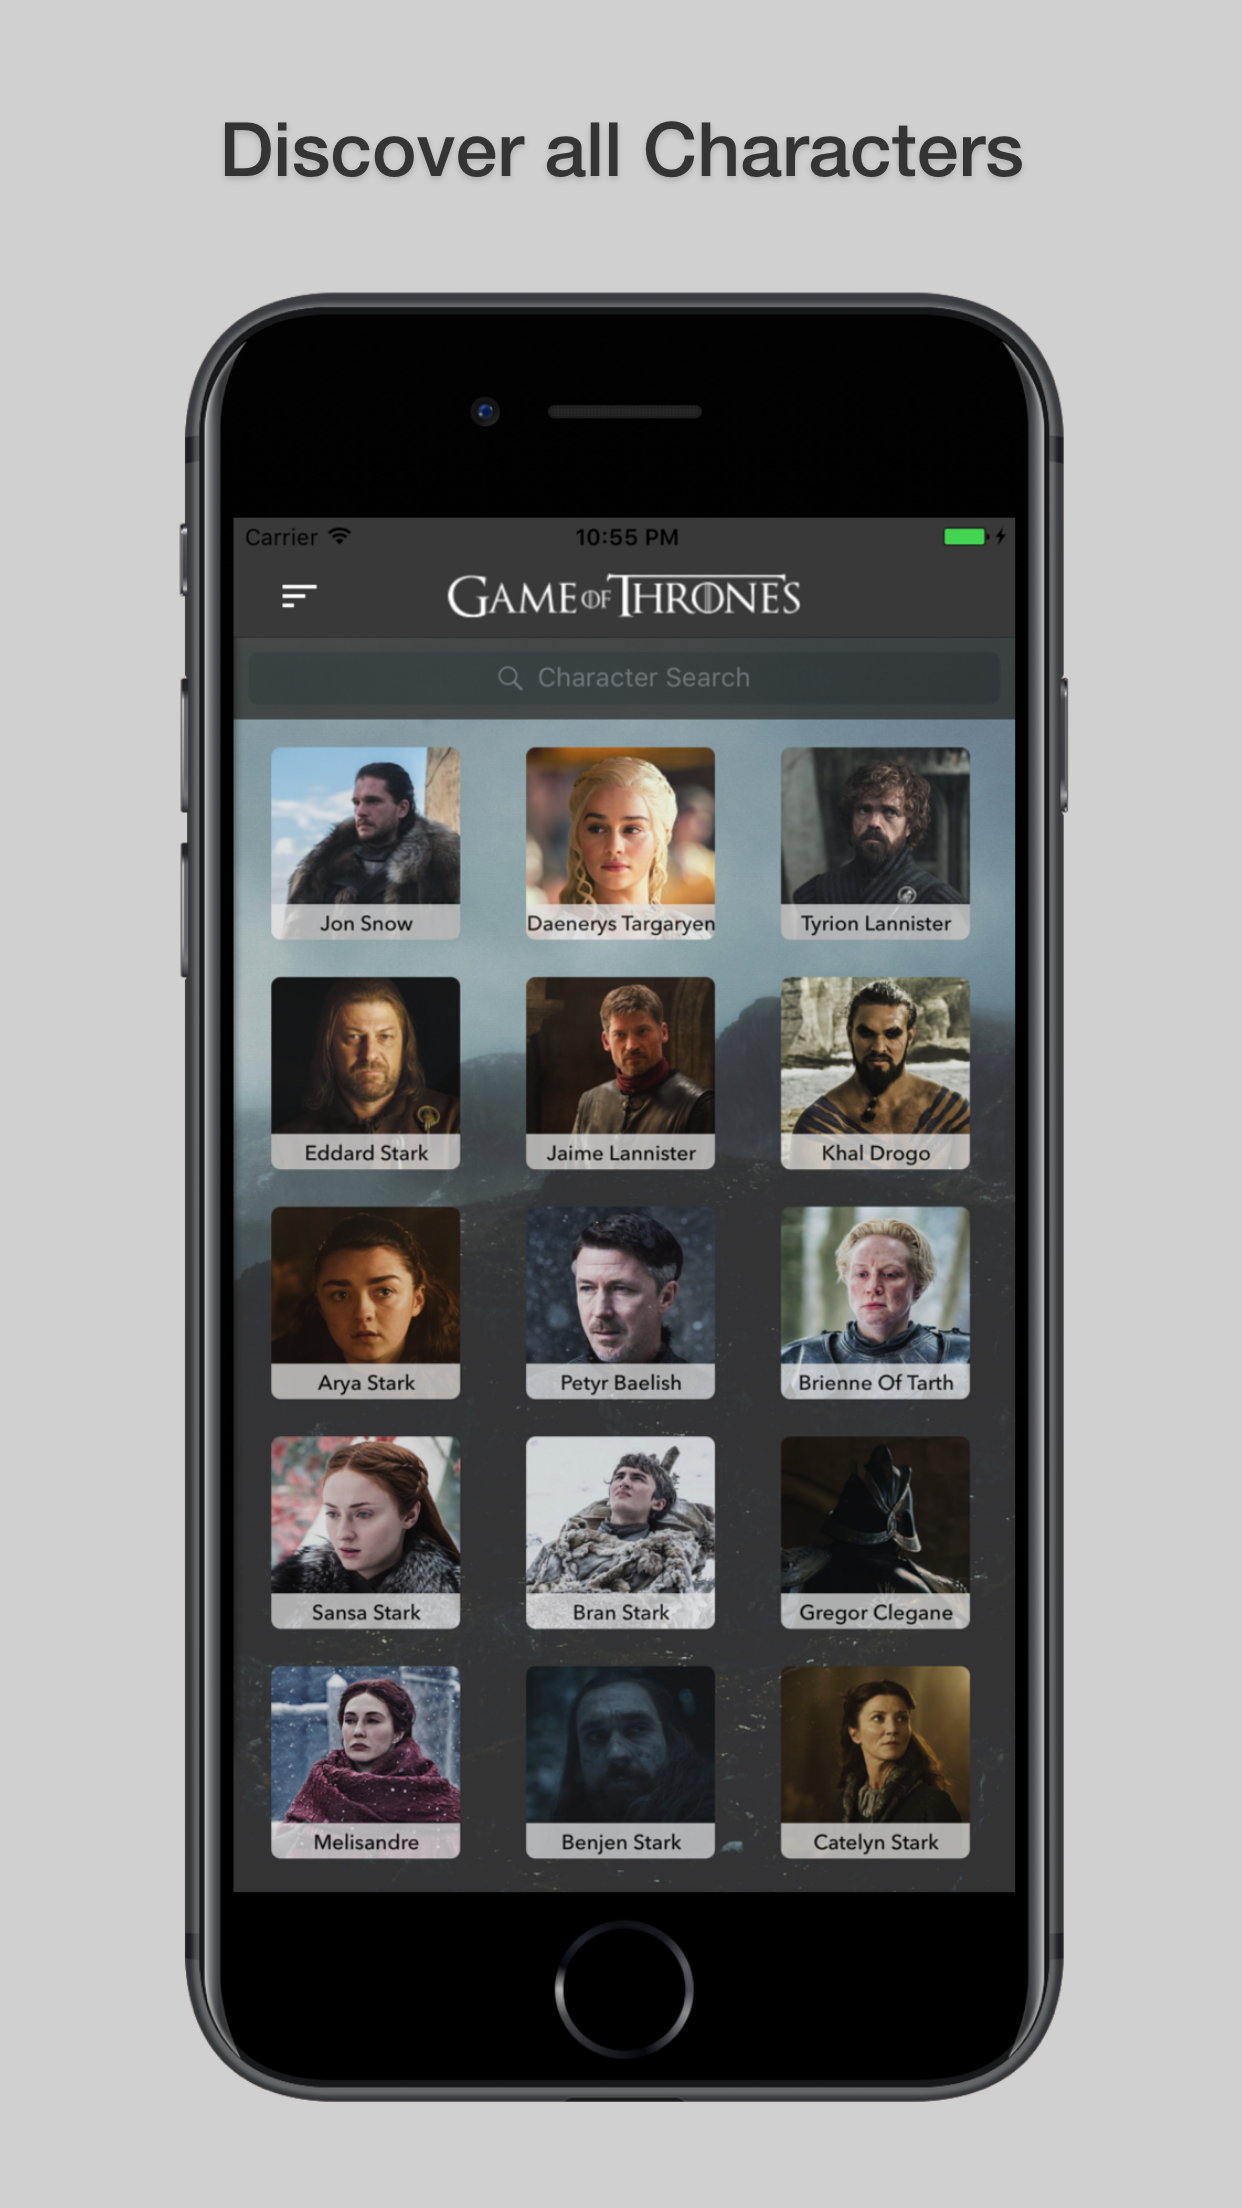 Discover all Characters
Carrier 10:55 PM
GAME OF THRONES
Character Search
Jon Snow Daenerys Targaryen Tyrion Lannister
Eddard Stark Jaime Lannister Khal Drogo
Arya Stark Petyr Baelish Brienne Of Tarth
Sansa Stark Bran Stark Gregor Clegane
Melisandre Benjen Stark Catelyn Stark